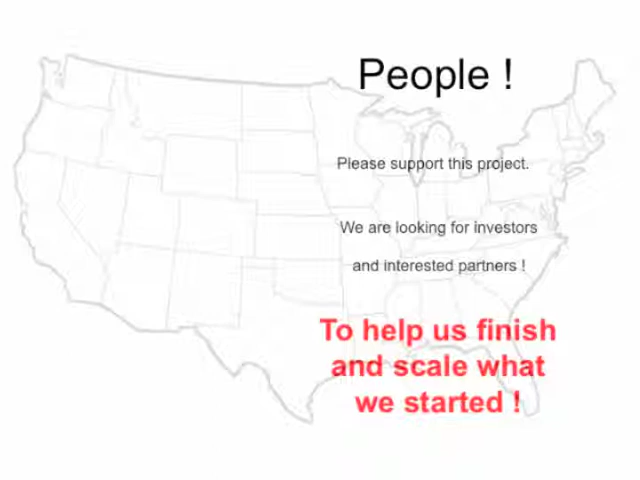 People !
Please support this project.
We are looking for investors
and interested partners !
To help us finish
and scale what
we started !